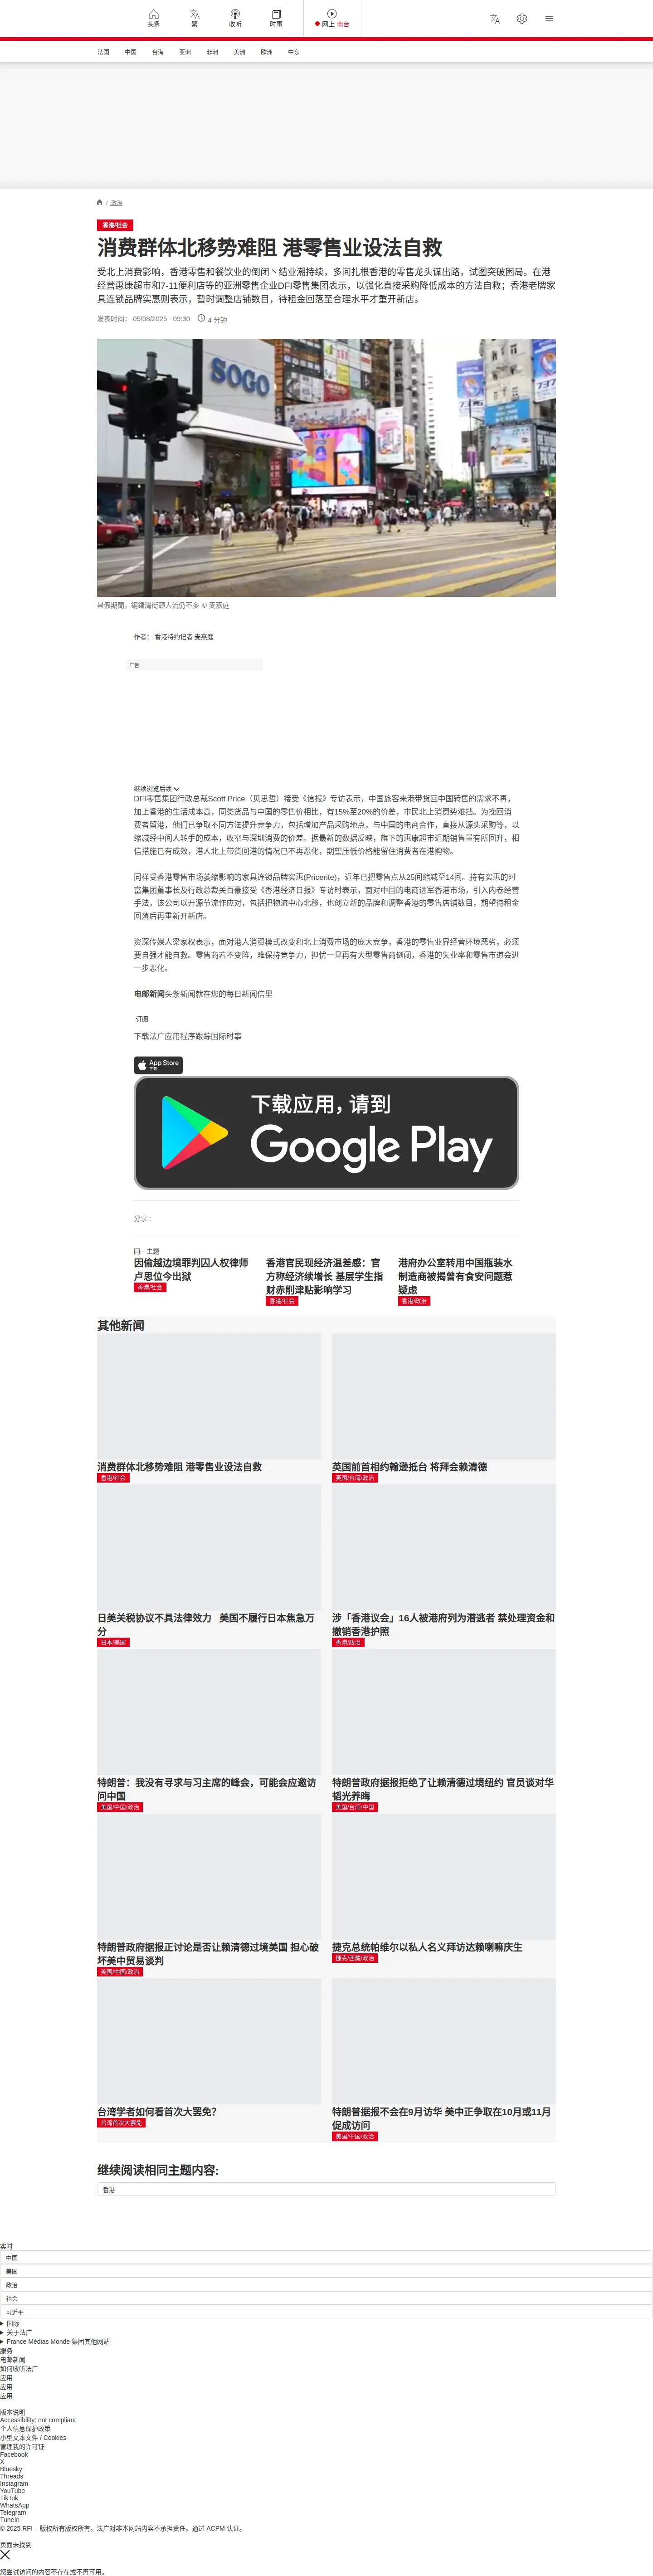 头条
繁
收听
时事
网上 电台
法国
中国
台海
亚洲
非洲
美洲
欧洲
中东
/ 政治
香港/社会
消费群体北移势难阻 港零售业设法自救
受北上消费影响，香港零售和餐饮业的倒闭丶结业潮持续，多间扎根香港的零售龙头谋出路，试图突破困局。在港
经营惠康超市和7-11便利店等的亚洲零售企业DFI零售集团表示，以强化直接采购降低成本的方法自救；香港老牌家
具连锁品牌实惠则表示，暂时调整店铺数目，待租金回落至合理水平才重开新店。
发表时间： 05/08/2025 - 09:30
4 分钟
SOGO
暑假期間，銅鑼灣街頭人流仍不多 © 麦燕庭
作者： 香港特约记者 麦燕庭
广告
继续浏览后续
DFI零售集团行政总裁Scott Price（贝思哲）接受《信报》专访表示，中国旅客来港带货回中国转售的需求不再，
加上香港的生活成本高，同类货品与中国的零售价相比，有15%至20%的价差，市民北上消费势难挡。为挽回消
费者留港，他们已争取不同方法提升竞争力，包括增加产品采购地点，与中国的电商合作，直接从源头采购等，以
缩减经中间人转手的成本，收窄与深圳消费的价差。据最新的数据反映，旗下的惠康超市近期销售量有所回升，相
信措施已有成效，港人北上带货回港的情况已不再恶化，期望压低价格能留住消费者在港购物。
同样受香港零售市场萎缩影响的家具连锁品牌实惠(Pricerite)，近年已把零售点从25间缩减至14间。持有实惠的时
富集团董事长及行政总裁关百豪接受《香港经济日报》专访时表示，面对中国的电商进军香港市场，引入内卷经营
手法，该公司以开源节流作应对，包括把物流中心北移，也创立新的品牌和调整香港的零售店铺数目，期望待租金
回落后再重新开新店。
资深传媒人梁家权表示，面对港人消费模式改变和北上消费市场的庞大竞争，香港的零售业界经营环境恶劣，必须
要自强才能自救。零售商若不变阵，难保持竞争力，担忧一旦再有大型零售商倒闭，香港的失业率和零售市道会进
一步恶化。
电邮新闻头条新闻就在您的每日新闻信里
订阅
下载法广应用程序跟踪国际时事
App Store
下载
下载应用，请到
Google Play
分享 :
同一主题
因偷越边境罪判囚人权律师
卢思位今出狱
香港/社会
香港官民现经济温差感：官
方称经济续增长 基层学生指
财赤削津贴影响学习
香港/社会
港府办公室转用中国瓶装水
制造商被揭曾有食安问题惹
疑虑
香港/政治
其他新闻
消费群体北移势难阻 港零售业设法自救
香港/社会
英国前首相约翰逊抵台 将拜会赖清德
英国/台湾/政治
日美关税协议不具法律效力 美国不履行日本焦急万
分
日本/美国
涉「香港议会」16人被港府列为潜逃者 禁处理资金和
撤销香港护照
香港/政治
特朗普：我没有寻求与习主席的峰会，可能会应邀访
问中国
美国/中国/政治
特朗普政府据报拒绝了让赖清德过境纽约 官员谈对华
韬光养晦
美国/台湾/中国
特朗普政府据报正讨论是否让赖清德过境美国 担心破
坏美中贸易谈判
美国/中国/政治
捷克总统帕维尔以私人名义拜访达赖喇嘛庆生
捷克/西藏/政治
台湾学者如何看首次大罢免?
台湾首次大罢免
特朗普据报不会在9月访华 美中正争取在10月或11月
促成访问
美国/中国/政治
继续阅读相同主题内容:
香港
实时
中国
美国
政治
社会
习近平
国际
关于法广
France Médias Monde 集团其他网站
服务
电邮新闻
如何收听法广
应用
应用
应用
版本说明
Accessibility: not compliant
个人信息保护政策
小型文本文件 / Cookies
管理我的许可证
Facebook
X
Bluesky
Threads
Instagram
YouTube
TikTok
WhatsApp
Telegram
TuneIn
© 2025 RFI – 版权所有版权所有。法广对非本网站内容不承担责任。通过 ACPM 认证。
页面未找到
您尝试访问的内容不存在或不再可用。